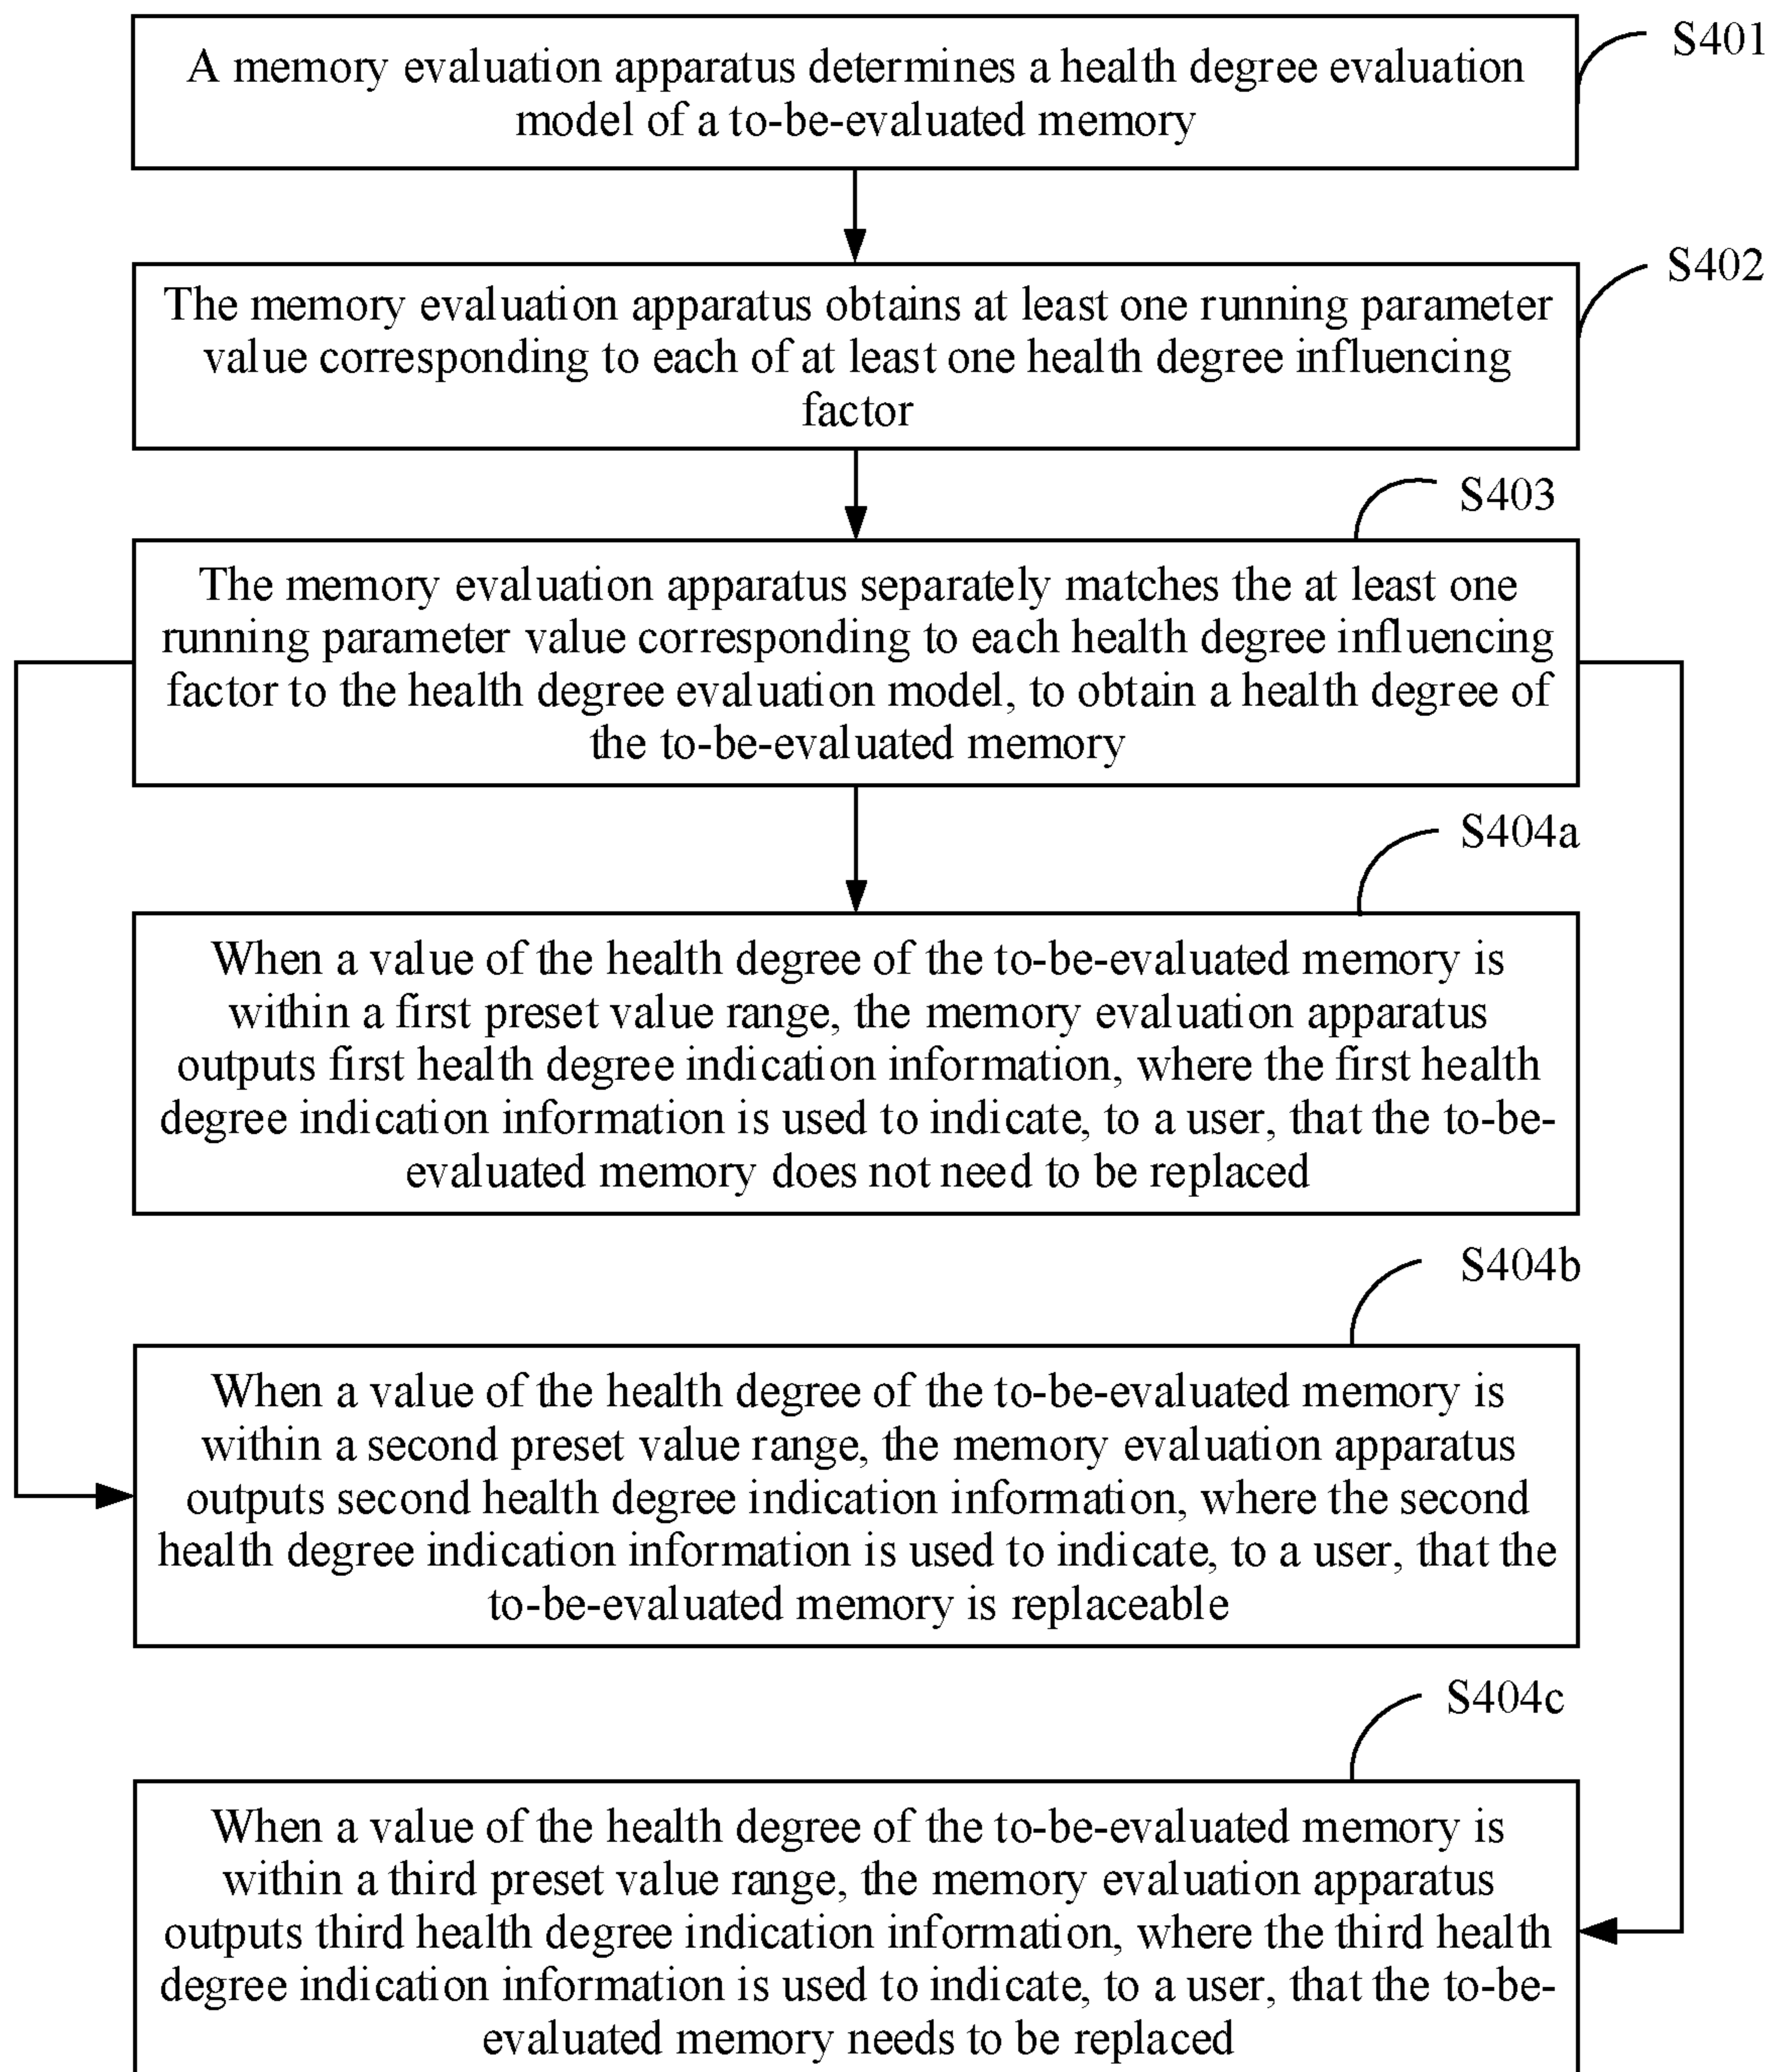 S401
A memory evaluation apparatus determines a health degree evaluation
model of a to-be-evaluated memory
S402
The memory evaluation apparatus obtains at least one running parameter
value corresponding to each of at least one health degree influencing
factor
S403
The memory evaluation apparatus separately matches the at least one
running parameter value corresponding to each health degree influencing
factor to the health degree evaluation model, to obtain a health degree of
the to-be-evaluated memory
S404a
When a value of the health degree of the to-be-evaluated memory is
within a first preset value range, the memory evaluation apparatus
outputs first health degree indication information, where the first health
degree indication information is used to indicate, to a user, that the to-be-
evaluated memory does not need to be replaced
S404b
When a value of the health degree of the to-be-evaluated memory is
within a second preset value range, the memory evaluation apparatus
outputs second health degree indication information, where the second
health degree indication information is used to indicate, to a user, that the
to-be-evaluated memory is replaceable
S404c
When a value of the health degree of the to-be-evaluated memory is
within a third preset value range, the memory evaluation apparatus
outputs third health degree indication information, where the third health
degree indication information is used to indicate, to a user, that the to-be-
evaluated memory needs to be replaced